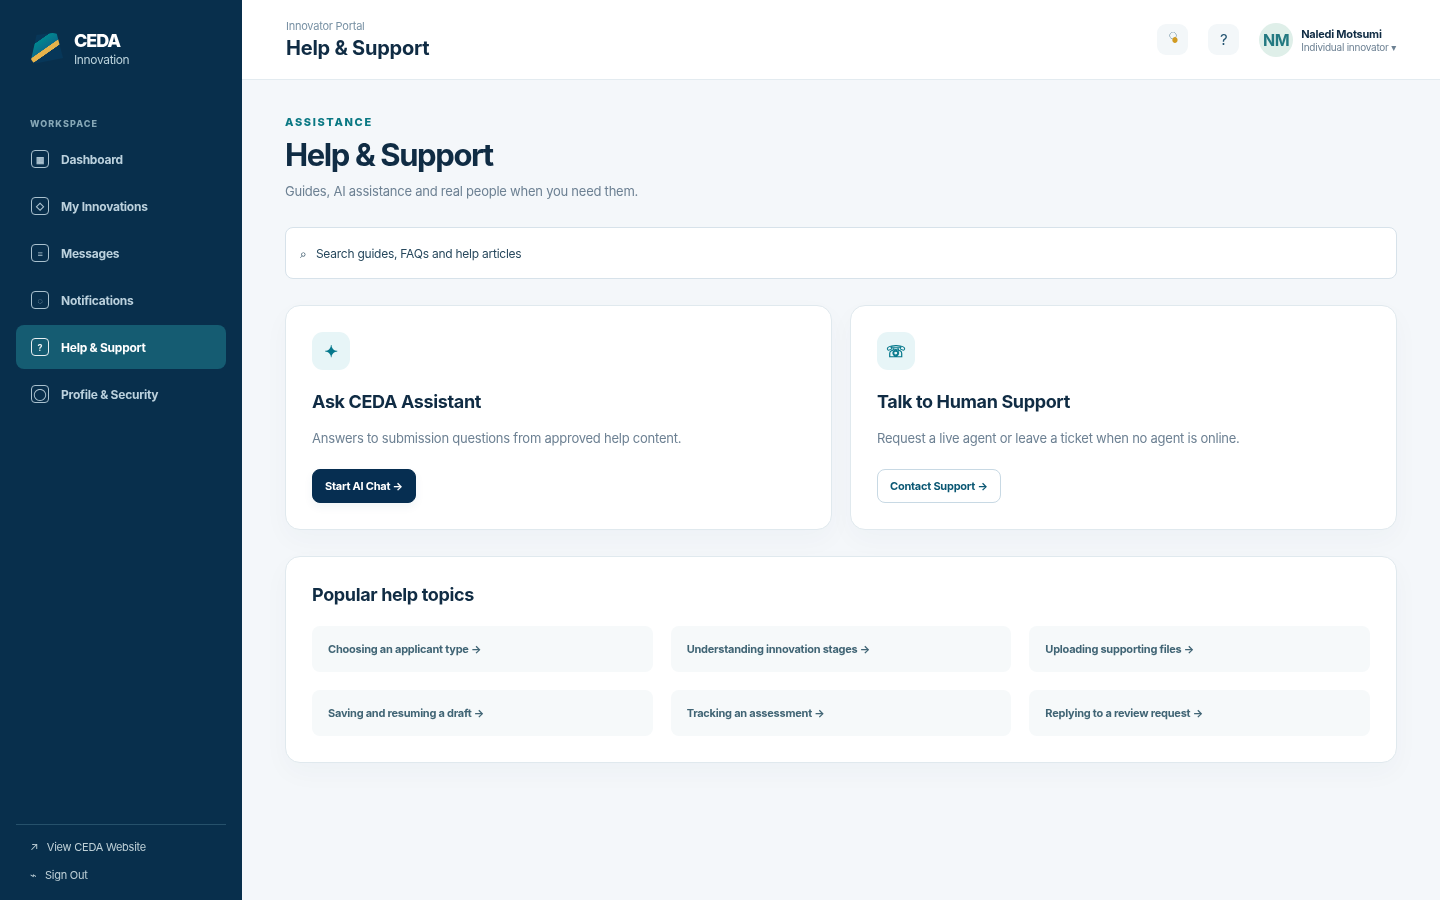 CEDA
Innovation
WORKSPACE
Dashboard
My Innovations
Messages
Notifications
? Help & Support
Profile & Security
↗ View CEDA Website
Sign Out
Innovator Portal
Help & Support
?
NM
Naledi Motsumi
Individual innovator ▾
ASSISTANCE
Help & Support
Guides, AI assistance and real people when you need them.
Search guides, FAQs and help articles
Ask CEDA Assistant
Answers to submission questions from approved help content.
Start AI Chat →
Talk to Human Support
Request a live agent or leave a ticket when no agent is online.
Contact Support →
Popular help topics
Choosing an applicant type →
Understanding innovation stages →
Uploading supporting files →
Saving and resuming a draft →
Tracking an assessment →
Replying to a review request →